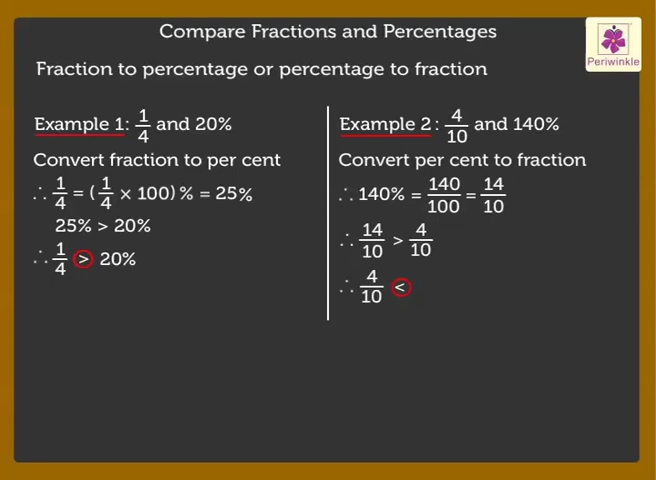 Compare Fractions and Percentages
Periwinkle
Fraction to percentage or percentage to fraction
Example 1: 1/4 and 20%
Convert fraction to per cent
∴ 1/4 = (1/4 × 100) % = 25%
25% > 20%
∴ 1/4 > 20%
Example 2: 4/10 and 140%
Convert per cent to fraction
∴ 140% = 140/100 = 14/10
∴ 14/10 > 4/10
∴ 4/10 <